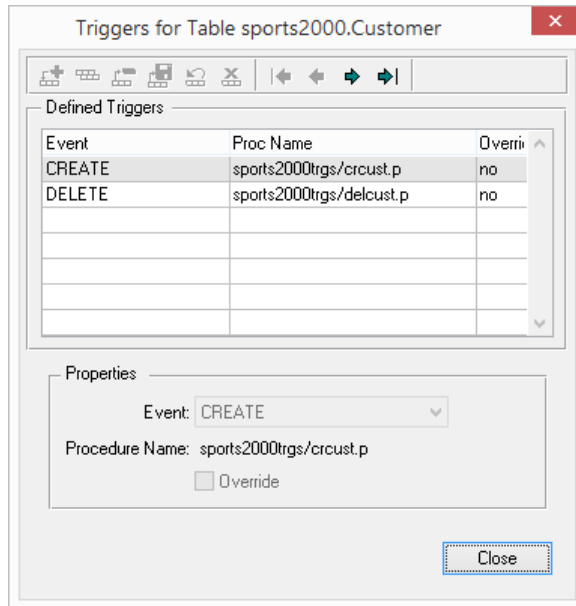 Triggers for Table sports2000.Customer
Defined Triggers
Event Proc Name Overri
CREATE sports2000trgs/crcust.p no
DELETE sports2000trgs/delcust.p no
Properties
Event: CREATE
Procedure Name: sports2000trgs/crcust.p
Override
Close